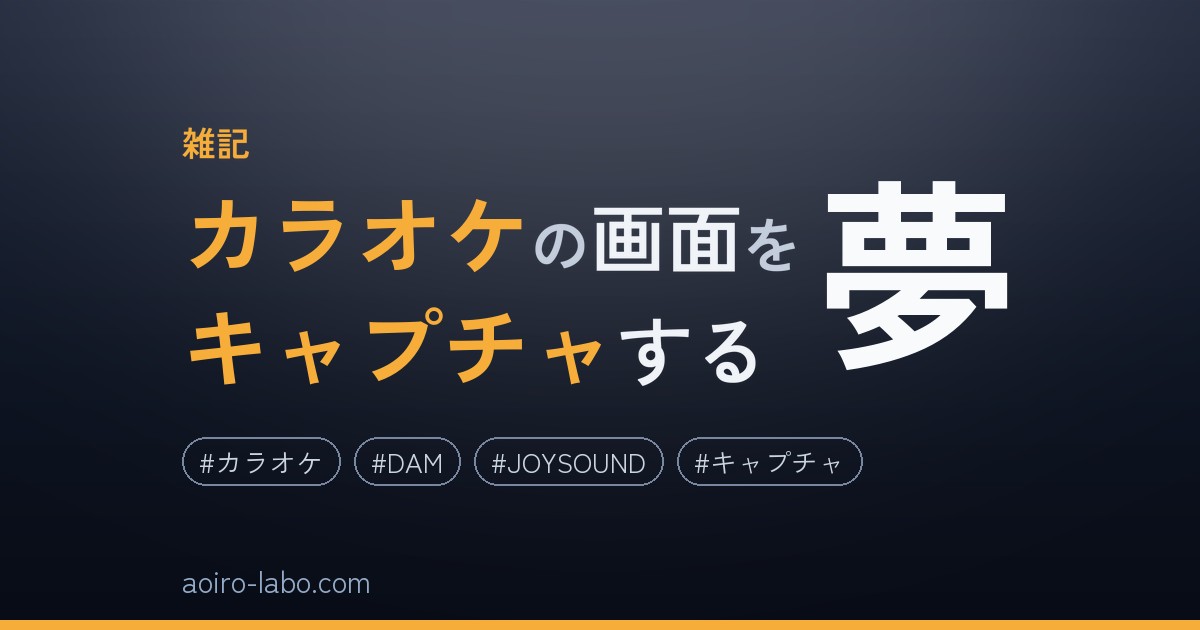 雑記
カラオケの画面を
キャプチャする
夢
#カラオケ #DAM #JOYSOUND #キャプチャ
aoiro-labo.com